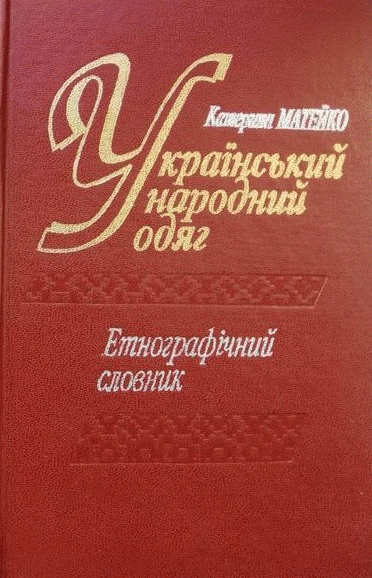 Катерина МАТЕЙКО
Український
народний
одяг
Етнографічний
словник